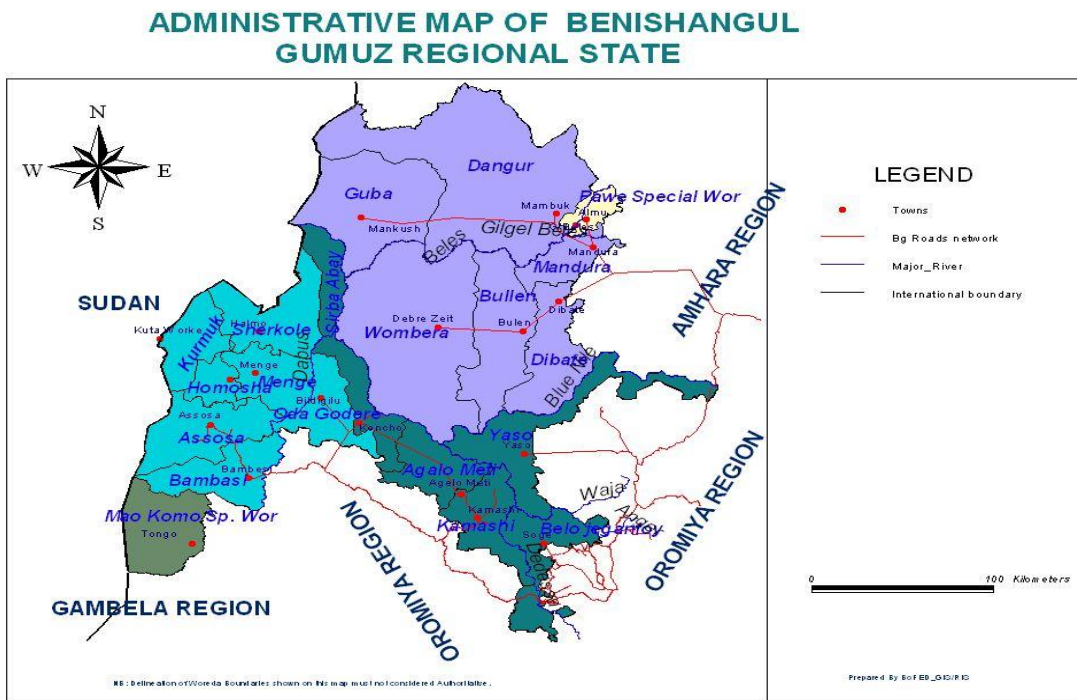 ADMINISTRATIVE MAP OF BENISHANGUL
GUMUZ REGIONAL STATE
N
W
E
S
LEGEND
Towns
Bg Roads network
Major_River
International boundary
0
100 Kilometers
Dangur
Guba
Mambuk
Pawe Special Wor
Almu
Mankush
Gilgel Beles
Beles
Mandura
Mandura
AMHARA REGION
SUDAN
Sirba Abay
Bullen
Dibate
Kuta Worke
Kurmuk
Sherkole
Debre Zeit
Bulen
Wombera
Dabus
Dibate
Blue Nile
Menge
Menge
Homosha
Bildigilu
Oda Godere
Assosa
Assosa
Kencho
Yaso
Yaso
Bambesi
Bambasi
Agalo Meti
Agelo Meti
Waja
Mao Komo Sp. Wor
Kamashi
Kamashi
Belo jeganfoy
Tongo
Soge
OROMIYA REGION
OROMIYA REGION
GAMBELA REGION
NB: Delineation of Woreda Boundaries shown on this map must not considered Authoritative.
Prepared By BoFED_GIS/RIS